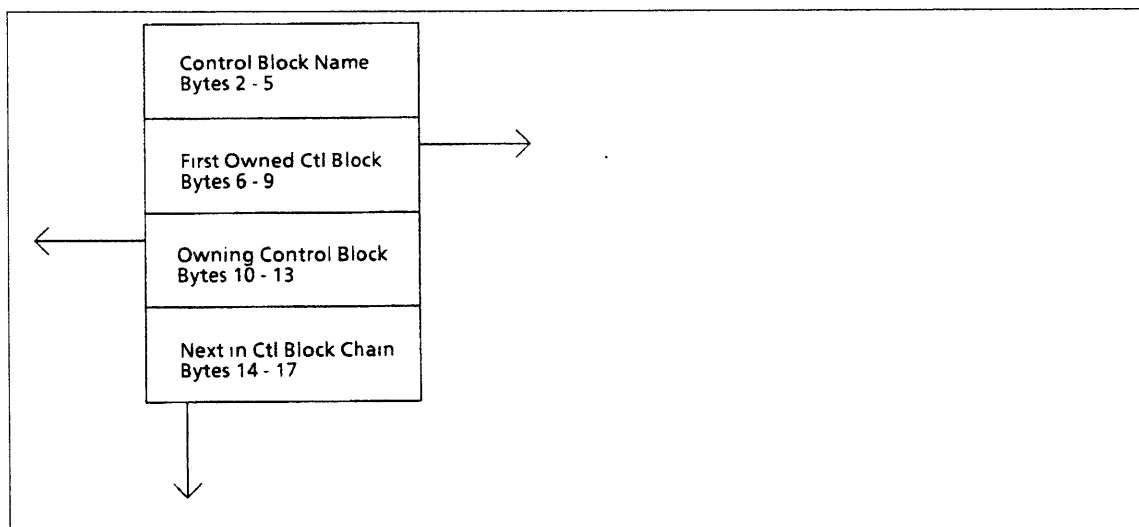 Control Block Name
Bytes 2 - 5
First Owned Ctl Block
Bytes 6 - 9
Owning Control Block
Bytes 10 - 13
Next in Ctl Block Chain
Bytes 14 - 17